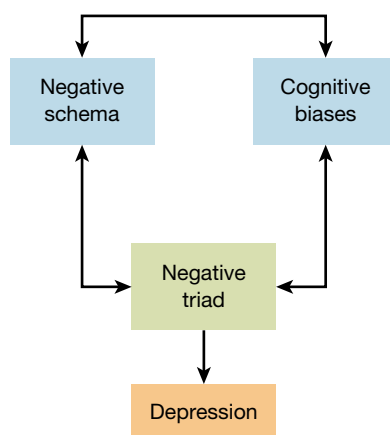 Negative
schema
Cognitive
biases
Negative
triad
Depression